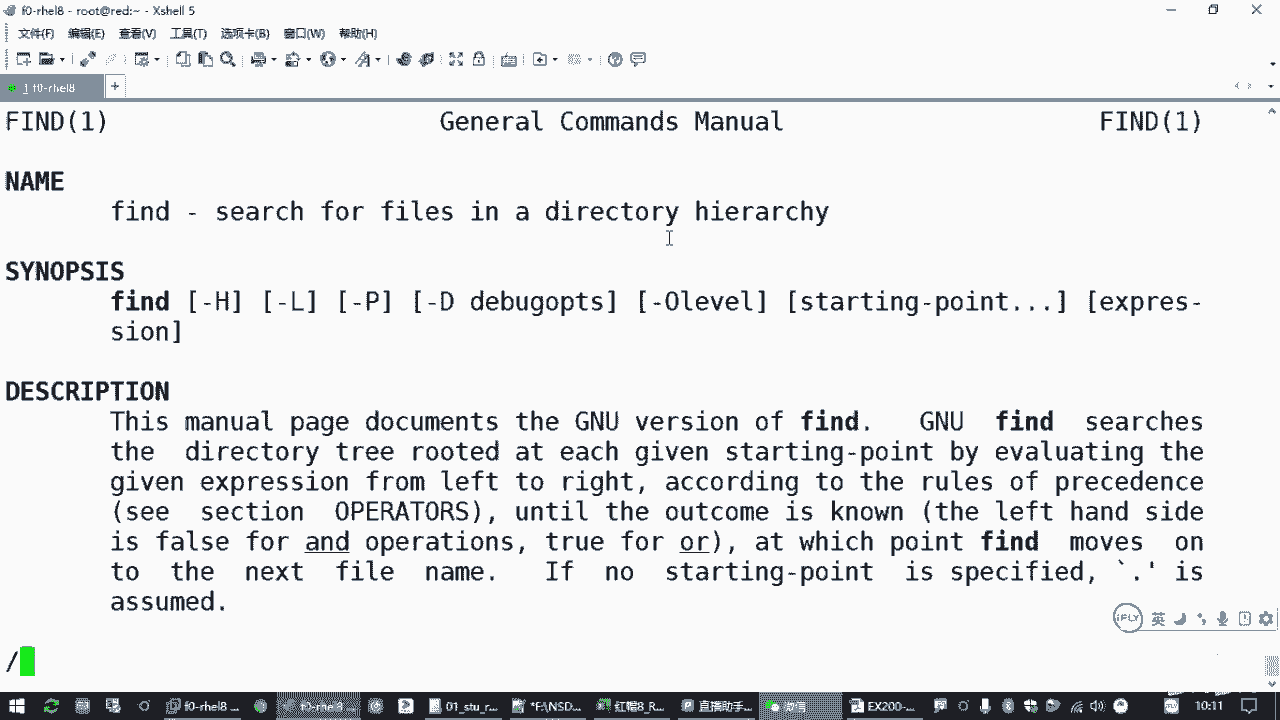 f0-rhel8 - root@red:~ - Xshell 5
文件(F) 编辑(E) 查看(V) 工具(T) 选项卡(B) 窗口(W) 帮助(H)
1 f0-rhel8
FIND(1) General Commands Manual FIND(1)
NAME
find - search for files in a directory hierarchy
SYNOPSIS
find [-H] [-L] [-P] [-D debugopts] [-Olevel] [starting-point...] [expres-
sion]
DESCRIPTION
This manual page documents the GNU version of find. GNU find searches
the directory tree rooted at each given starting-point by evaluating the
given expression from left to right, according to the rules of precedence
(see section OPERATORS), until the outcome is known (the left hand side
is false for and operations, true for or), at which point find moves on
to the next file name. If no starting-point is specified, `.' is
assumed.
iFLY 英
/
f0-rhel8 ... f0-rhel8 01_stu_r... *F:\NSD... 红帽8_R... 直播助手... EX200-... 10:11